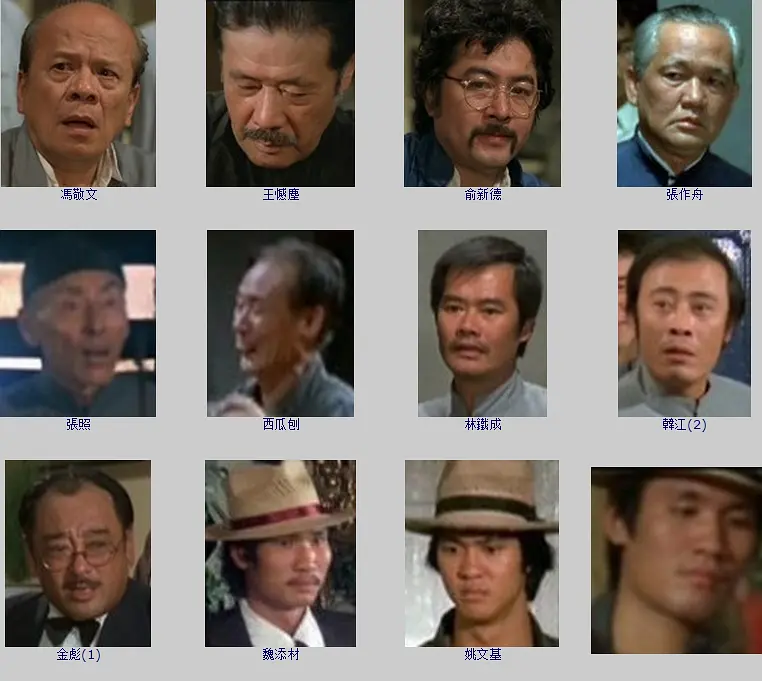 馮敬文
王憾塵
俞新德
張作舟
張照
西瓜刨
林鐵成
韓江(2)
金彪(1)
魏添材
姚文基